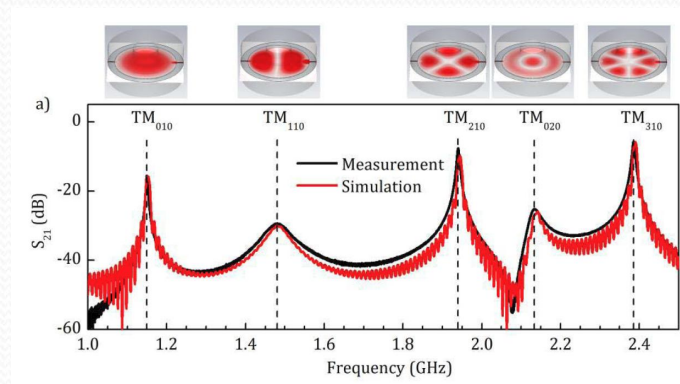 a)
TM010 TM110 TM210 TM020 TM310
Measurement
Simulation
S21 (dB)
0
-20
-40
-60
1.0 1.2 1.4 1.6 1.8 2.0 2.2 2.4
Frequency (GHz)